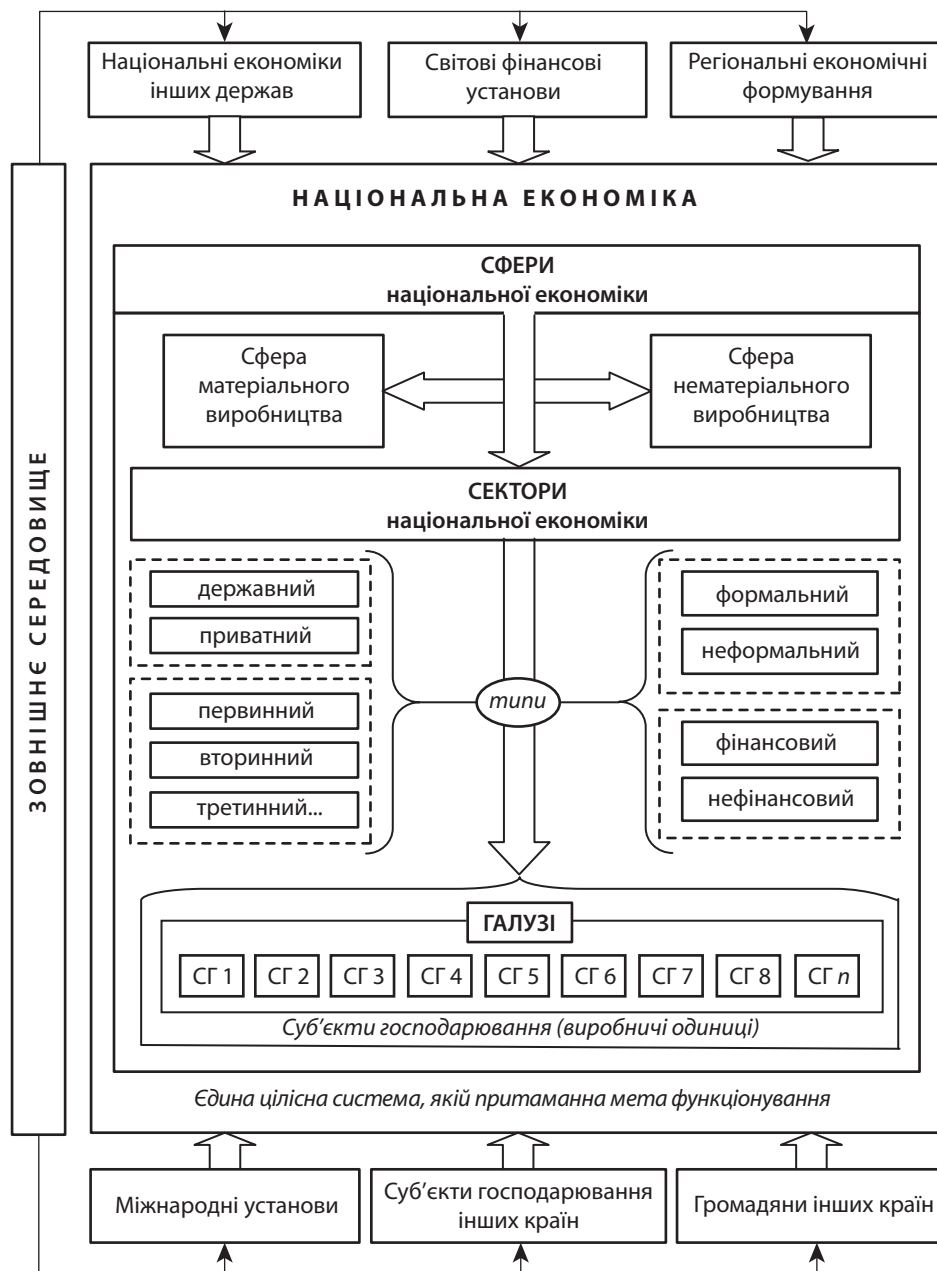 Національні економіки
інших держав
Світові фінансові
установи
Регіональні економічні
формування
ЗОВНІШНЄ СЕРЕДОВИЩЕ
НАЦІОНАЛЬНА ЕКОНОМІКА
СФЕРИ
національної економіки
Сфера
матеріального
виробництва
Сфера
нематеріального
виробництва
СЕКТОРИ
національної економіки
державний
приватний
первинний
вторинний
третинний...
типи
формальний
неформальний
фінансовий
нефінансовий
ГАЛУЗІ
СГ 1
СГ 2
СГ 3
СГ 4
СГ 5
СГ 6
СГ 7
СГ 8
СГ n
Суб’єкти господарювання (виробничі одиниці)
Єдина цілісна система, якій притаманна мета функціонування
Міжнародні установи
Суб’єкти господарювання
інших країн
Громадяни інших країн